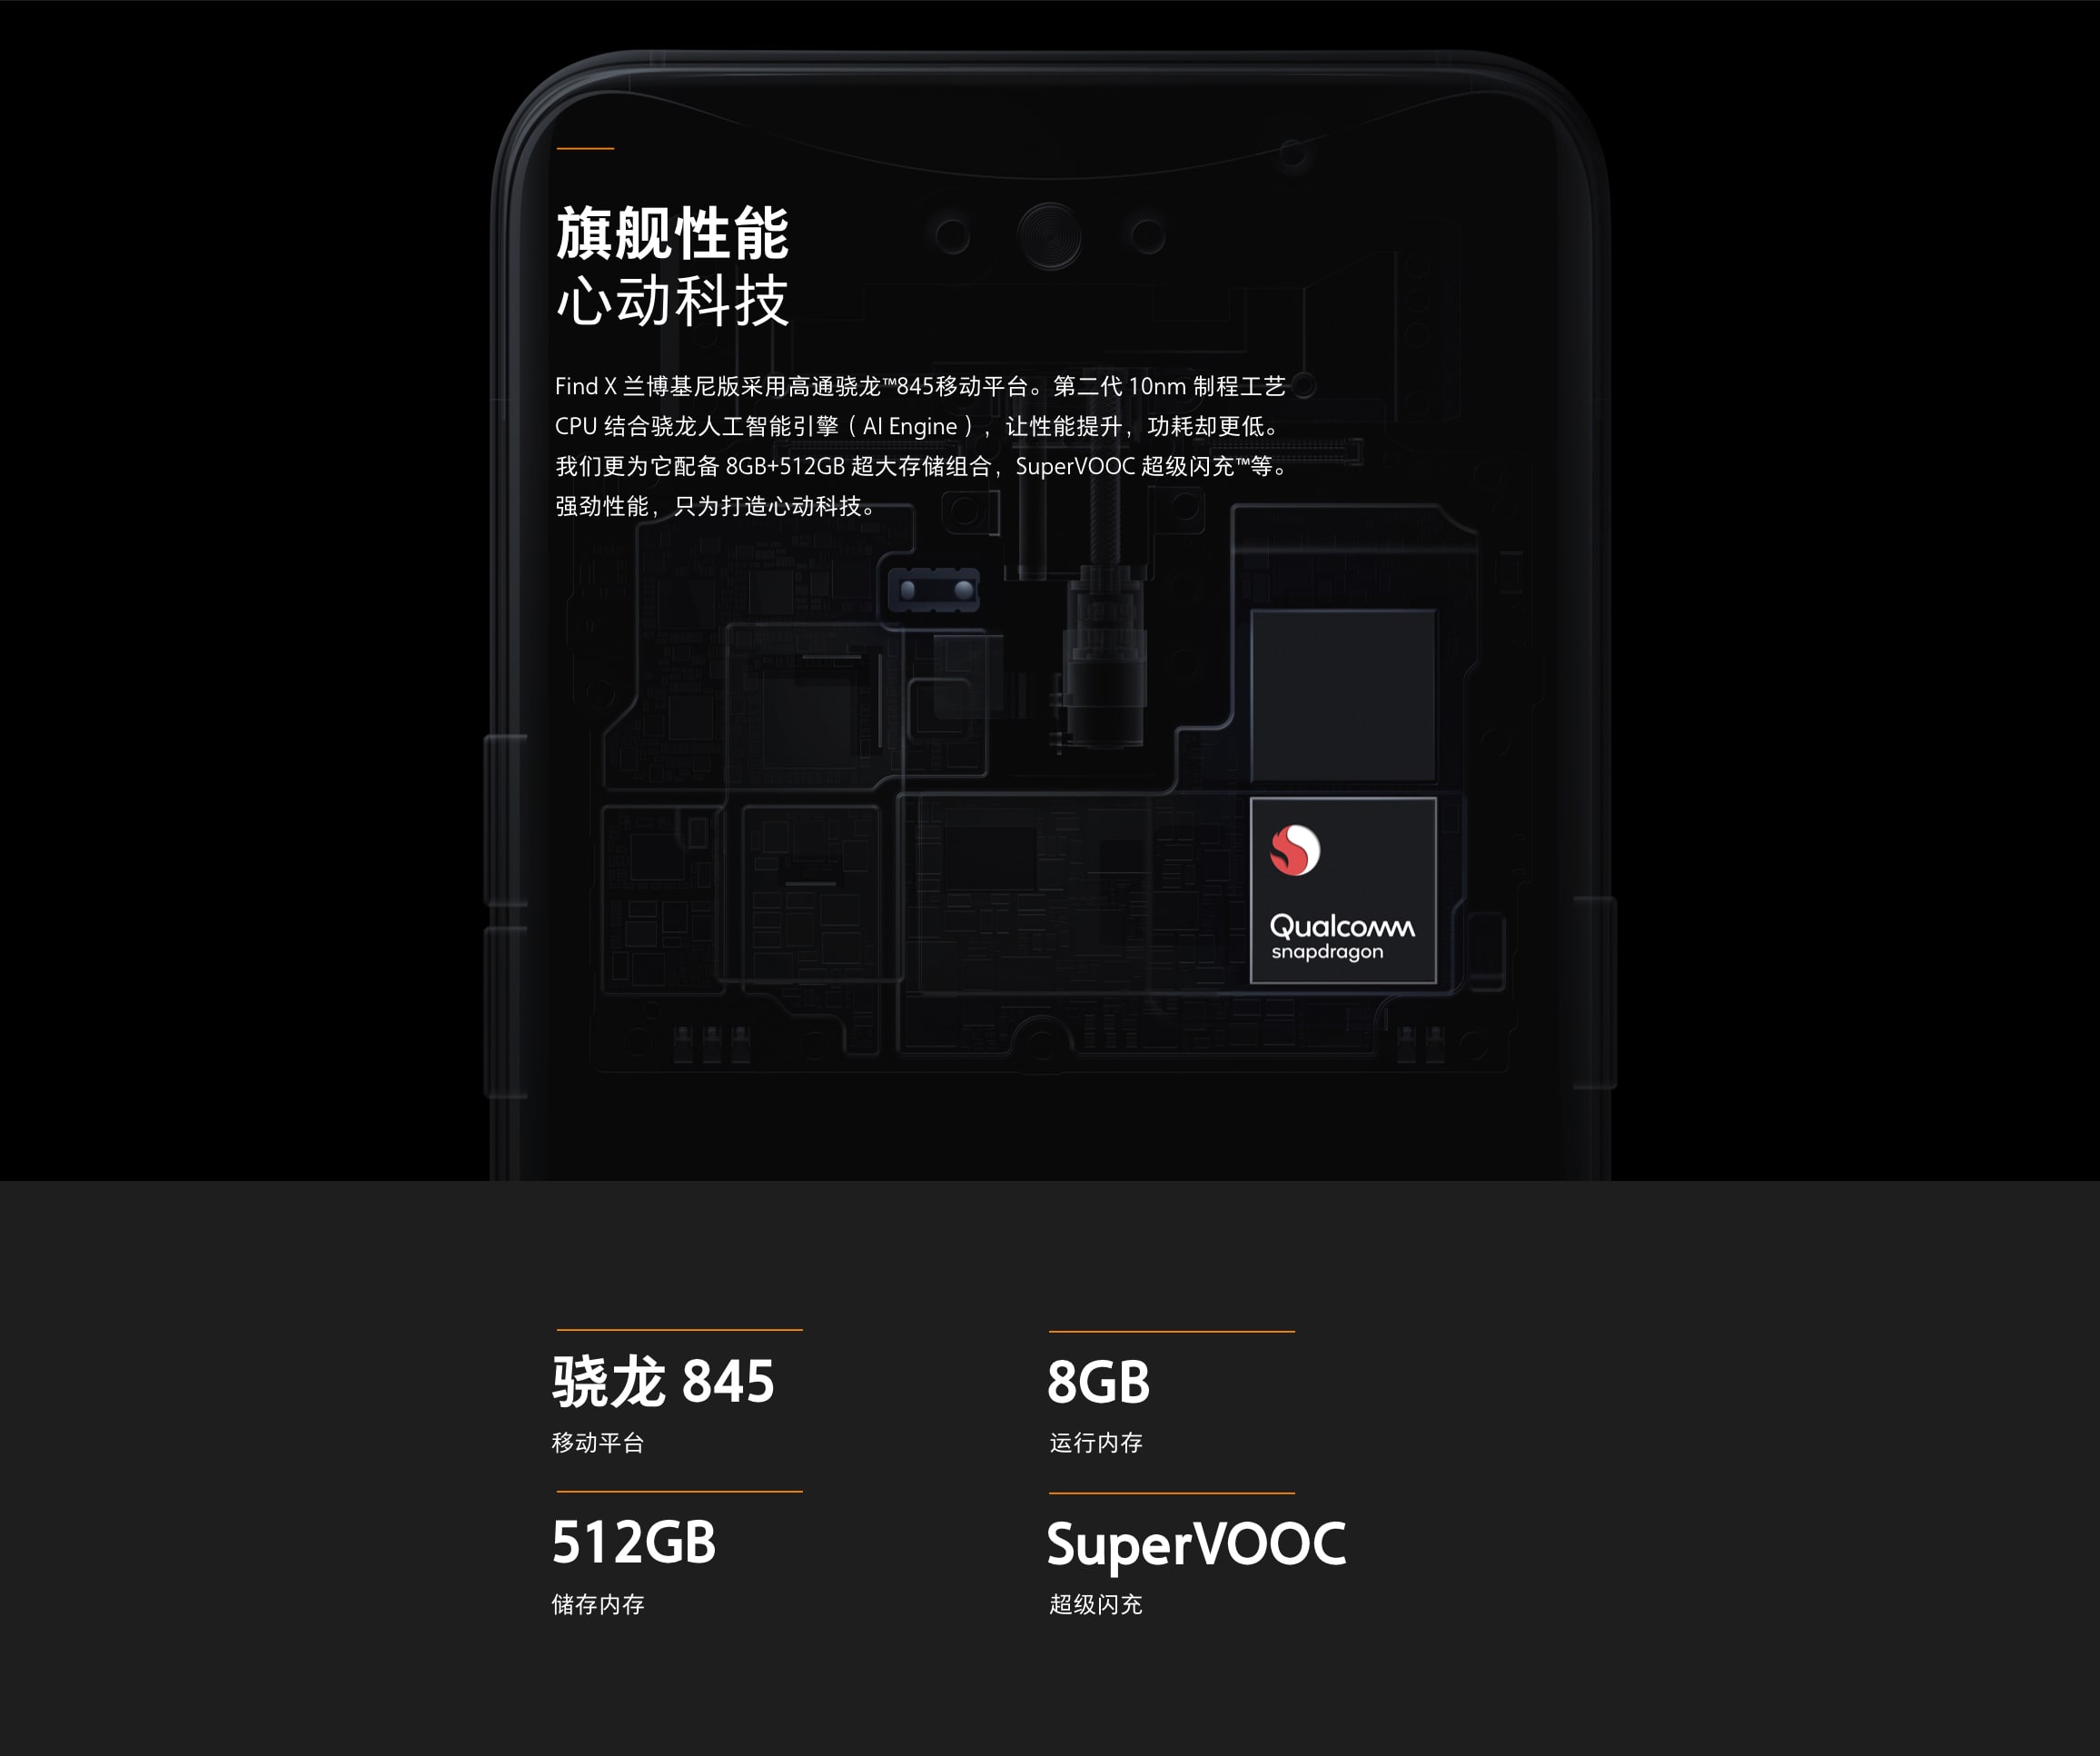 旗舰性能
心动科技
Find X 兰博基尼版采用高通骁龙™845移动平台。第二代 10nm 制程工艺
CPU 结合骁龙人工智能引擎（AI Engine），让性能提升，功耗却更低。
我们更为它配备 8GB+512GB 超大存储组合，SuperVOOC 超级闪充™等。
强劲性能，只为打造心动科技。
Qualcomm
snapdragon
骁龙 845
移动平台
8GB
运行内存
512GB
储存内存
SuperVOOC
超级闪充